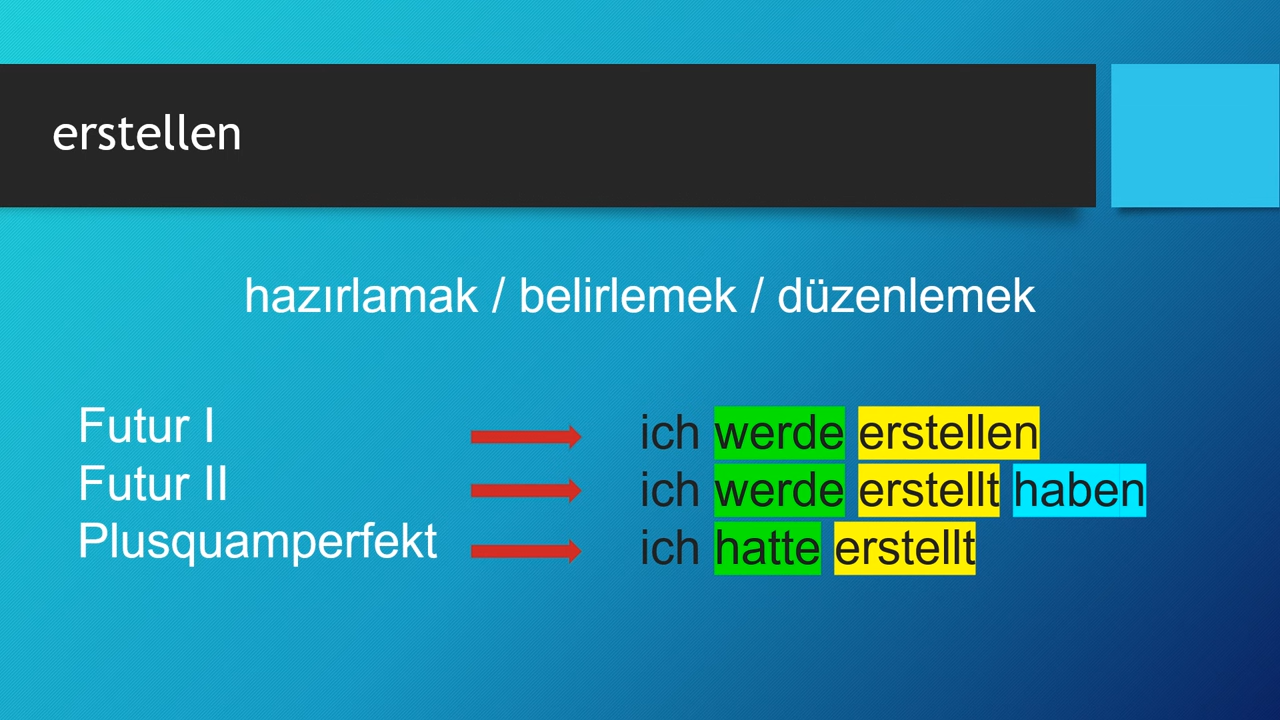 erstellen
hazırlamak / belirlemek / düzenlemek
Futur I ich werde erstellen
Futur II ich werde erstellt haben
Plusquamperfekt ich hatte erstellt